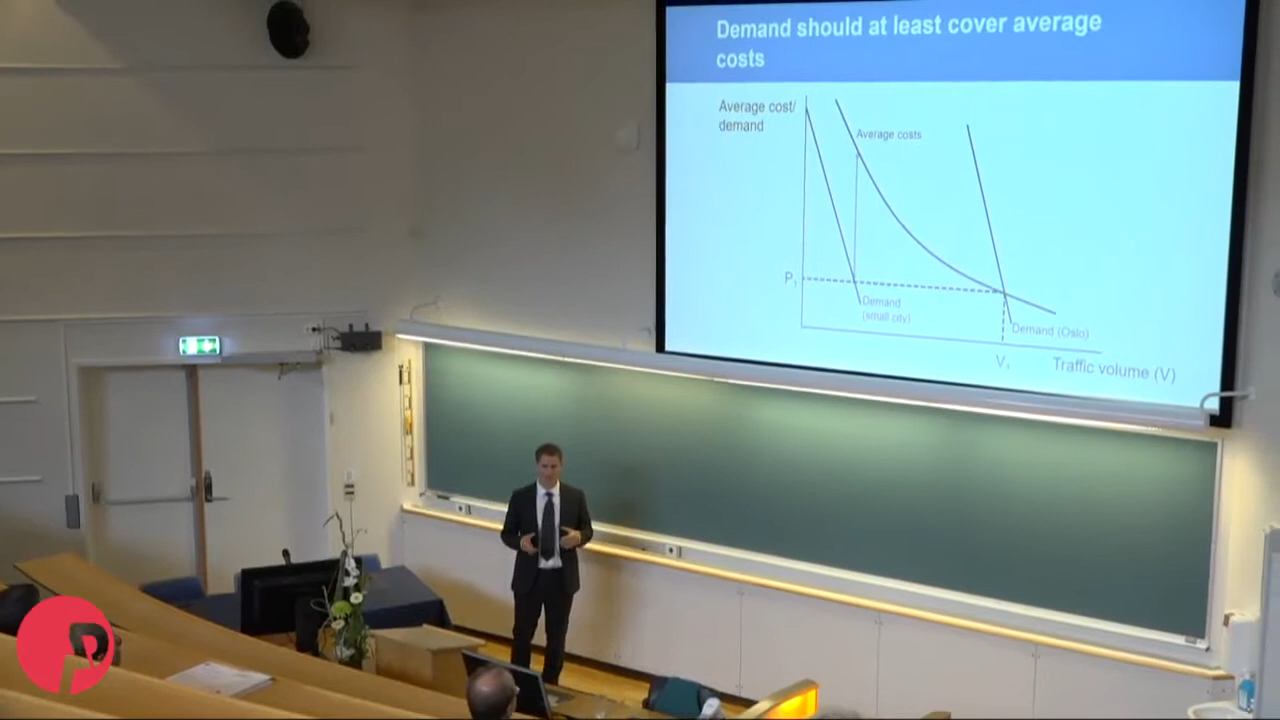 Demand should at least cover average
costs
Average cost/
demand
Average costs
P₁
Demand
(small city)
Demand (Oslo)
V₁
Traffic volume (V)